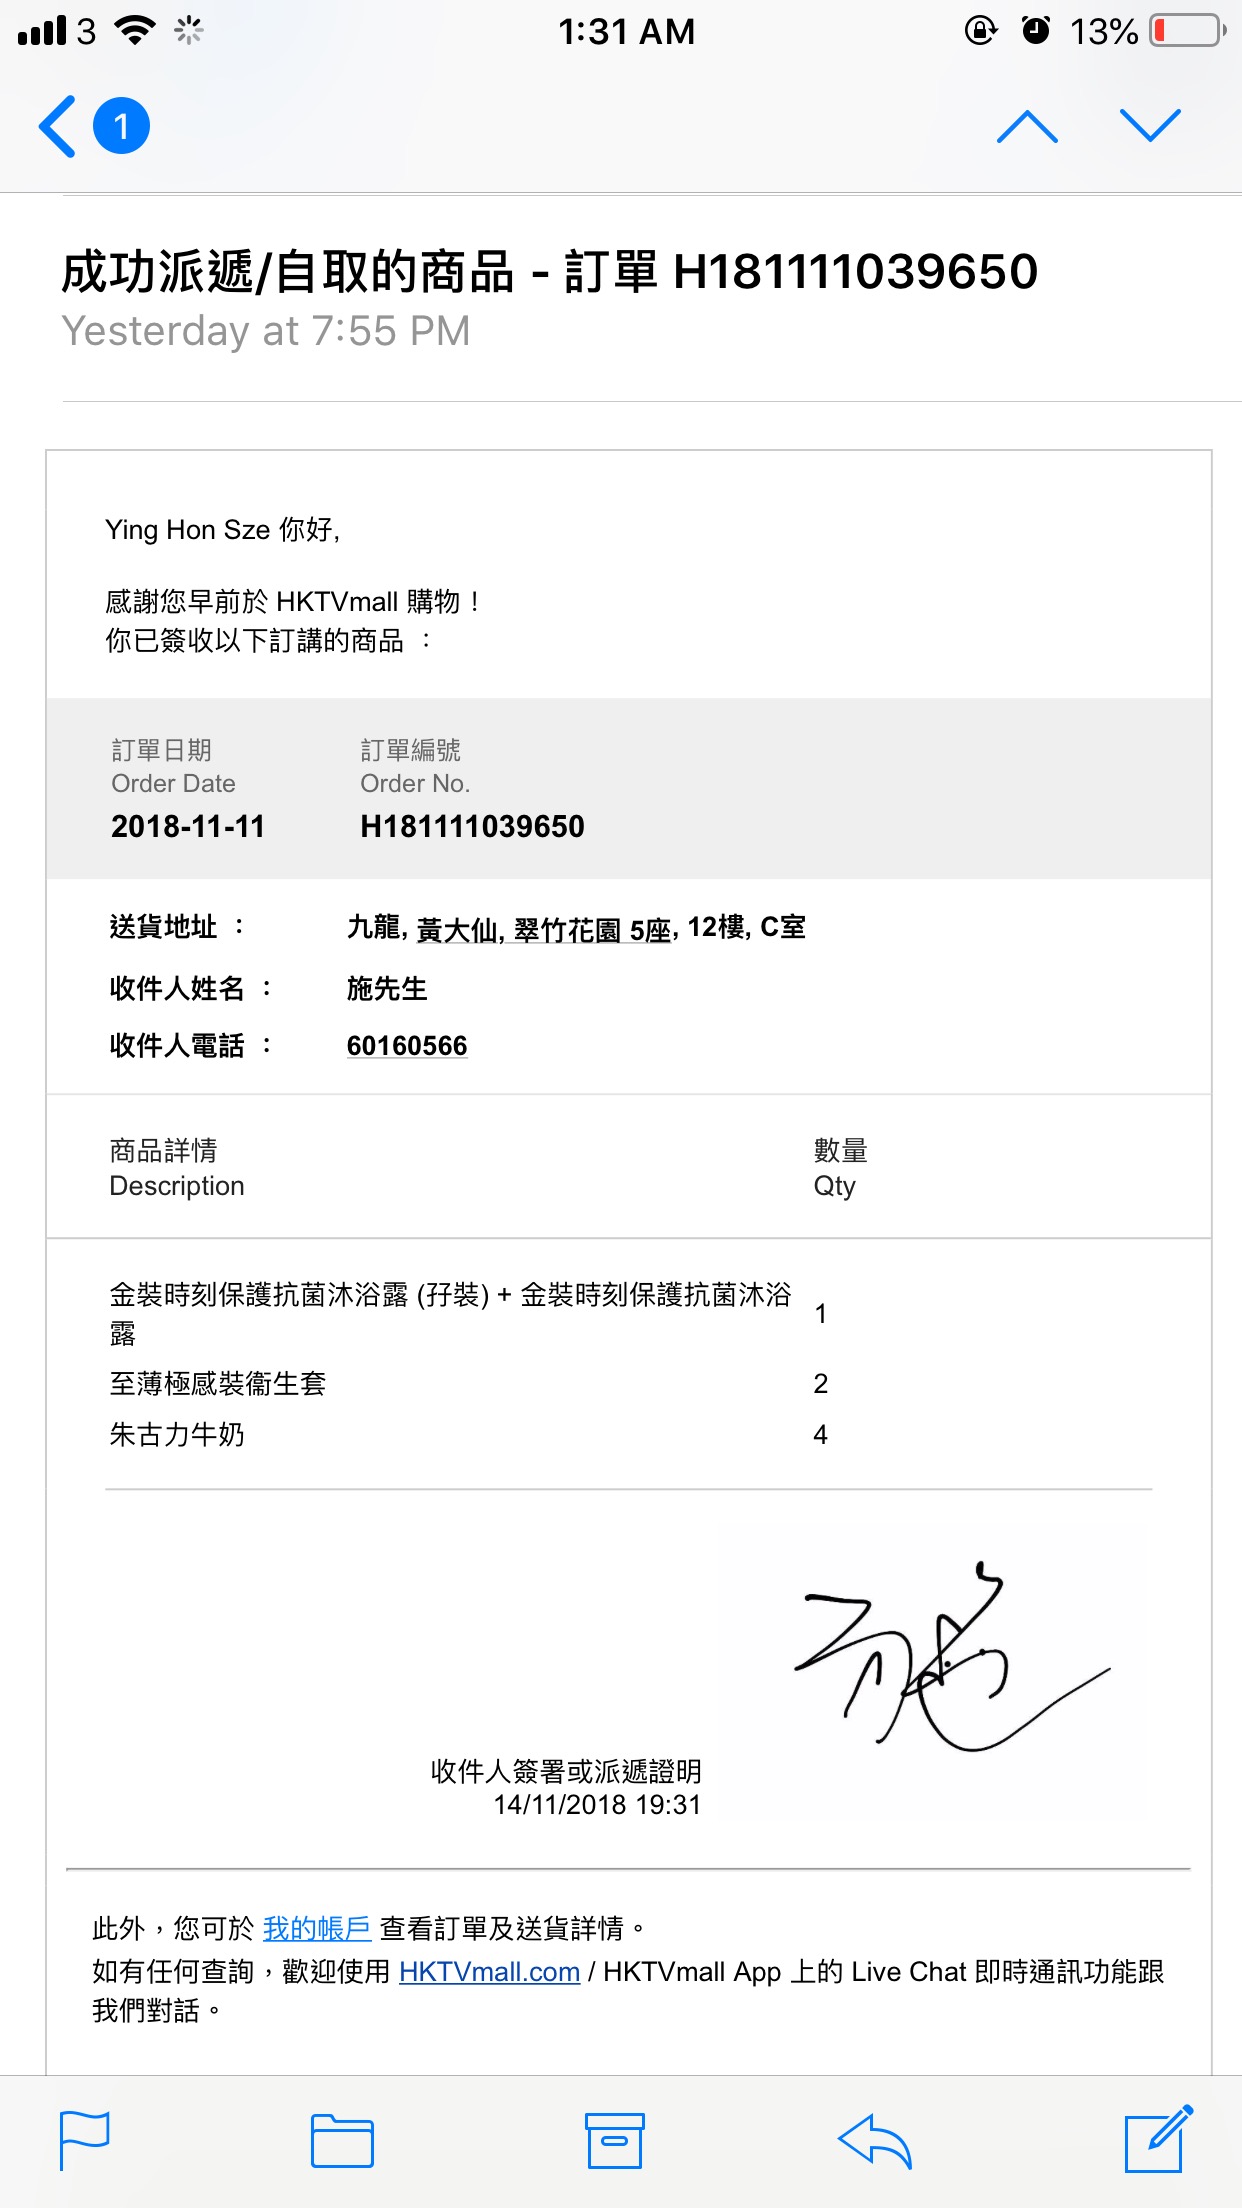 3 1:31 AM 13%
1
成功派遞/自取的商品 - 訂單 H181111039650
Yesterday at 7:55 PM
Ying Hon Sze 你好,
感謝您早前於 HKTVmall 購物！
你已簽收以下訂講的商品 ：
訂單日期 訂單編號
Order Date Order No.
2018-11-11 H181111039650
送貨地址 ： 九龍, 黃大仙, 翠竹花園 5座, 12樓, C室
收件人姓名 ： 施先生
收件人電話 ： 60160566
商品詳情 數量
Description Qty
金裝時刻保護抗菌沐浴露 (孖裝) + 金裝時刻保護抗菌沐浴
露 1
至薄極感裝衞生套 2
朱古力牛奶 4
施
收件人簽署或派遞證明
14/11/2018 19:31
此外，您可於 我的帳戶 查看訂單及送貨詳情。
如有任何查詢，歡迎使用 HKTVmall.com / HKTVmall App 上的 Live Chat 即時通訊功能跟
我們對話。